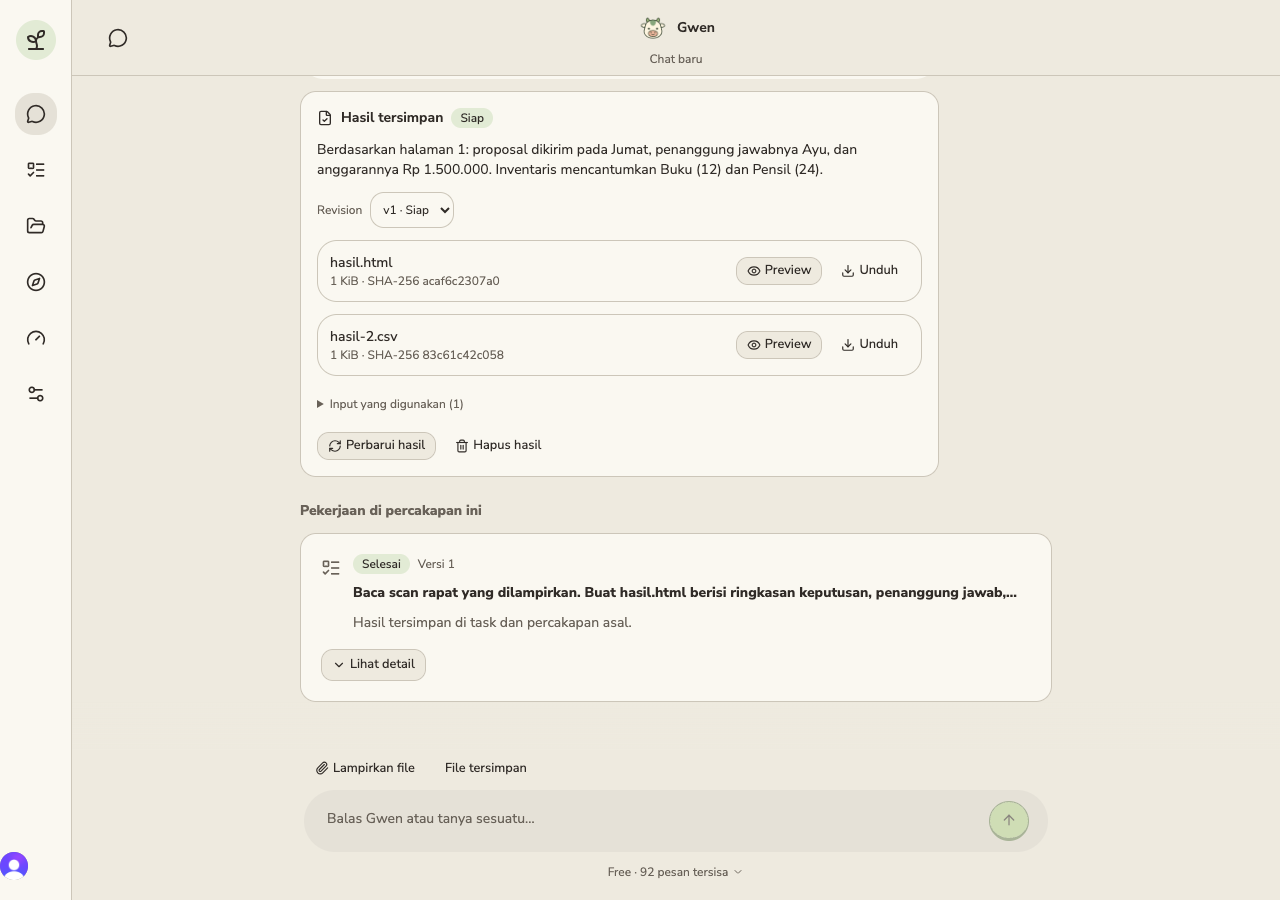 Gwen
Chat baru
Hasil tersimpan Siap
Berdasarkan halaman 1: proposal dikirim pada Jumat, penanggung jawabnya Ayu, dan
anggarannya Rp 1.500.000. Inventaris mencantumkan Buku (12) dan Pensil (24).
Revision v1 · Siap
hasil.html
1 KiB · SHA-256 acaf6c2307a0
Preview Unduh
hasil-2.csv
1 KiB · SHA-256 83c61c42c058
Preview Unduh
Input yang digunakan (1)
Perbarui hasil Hapus hasil
Pekerjaan di percakapan ini
Selesai Versi 1
Baca scan rapat yang dilampirkan. Buat hasil.html berisi ringkasan keputusan, penanggung jawab,...
Hasil tersimpan di task dan percakapan asal.
Lihat detail
Lampirkan file File tersimpan
Balas Gwen atau tanya sesuatu...
Free · 92 pesan tersisa